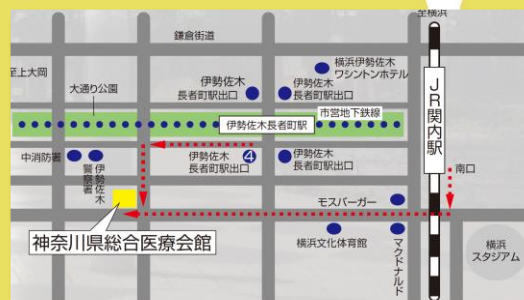 至横浜
鎌倉街道
至上大岡
大通り公園
伊勢佐木
長者町駅出口
横浜伊勢佐木
ワシントンホテル
伊勢佐木
長者町駅出口
市営地下鉄線
伊勢佐木長者町駅
JR関内駅
中消防署
伊勢佐木
警察署
伊勢佐木
長者町駅出口
4
伊勢佐木
長者町駅出口
南口
モスバーガー
神奈川県総合医療会館
横浜文化体育館
マクドナルド
横浜
スタジアム